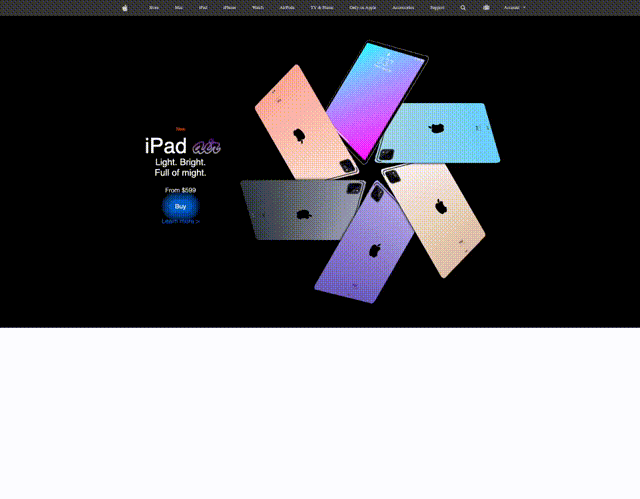 Store Mac iPad iPhone Watch AirPods TV & Home Only on Apple Accessories Support Account
New
iPad air
Light. Bright.
Full of might.
From $599
Buy
Learn more >